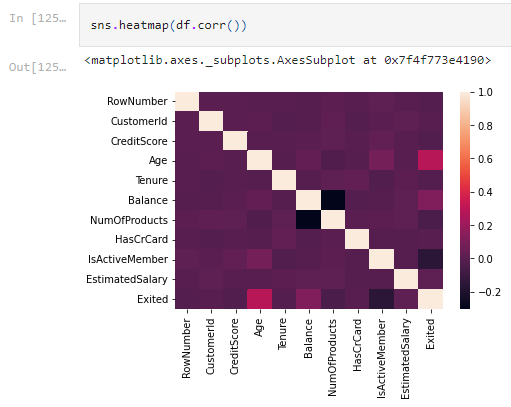 In [125…
sns.heatmap(df.corr())
Out[125…
<matplotlib.axes._subplots.AxesSubplot at 0x7f4f773e4190>
RowNumber
CustomerId
CreditScore
Age
Tenure
Balance
NumOfProducts
HasCrCard
IsActiveMember
EstimatedSalary
Exited
1.0
0.8
0.6
0.4
0.2
0.0
−0.2
RowNumber
CustomerId
CreditScore
Age
Tenure
Balance
NumOfProducts
HasCrCard
IsActiveMember
EstimatedSalary
Exited